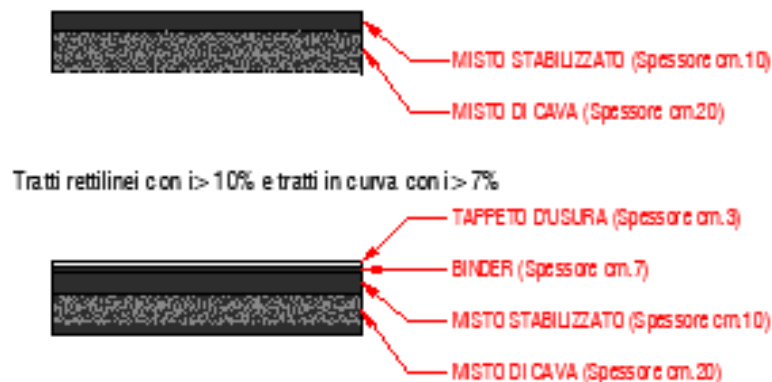 MISTO STABILIZZATO (Spessore cm.10)
MISTO DI CAVA (Spessore cm.20)
Tratti rettilinei con i> 10% e tratti in curva con i> 7%
TAPPETO D'USURA (Spessore cm.3)
BINDER (Spessore cm.7)
MISTO STABILIZZATO (Spessore cm.10)
MISTO DI CAVA (Spessore cm.20)